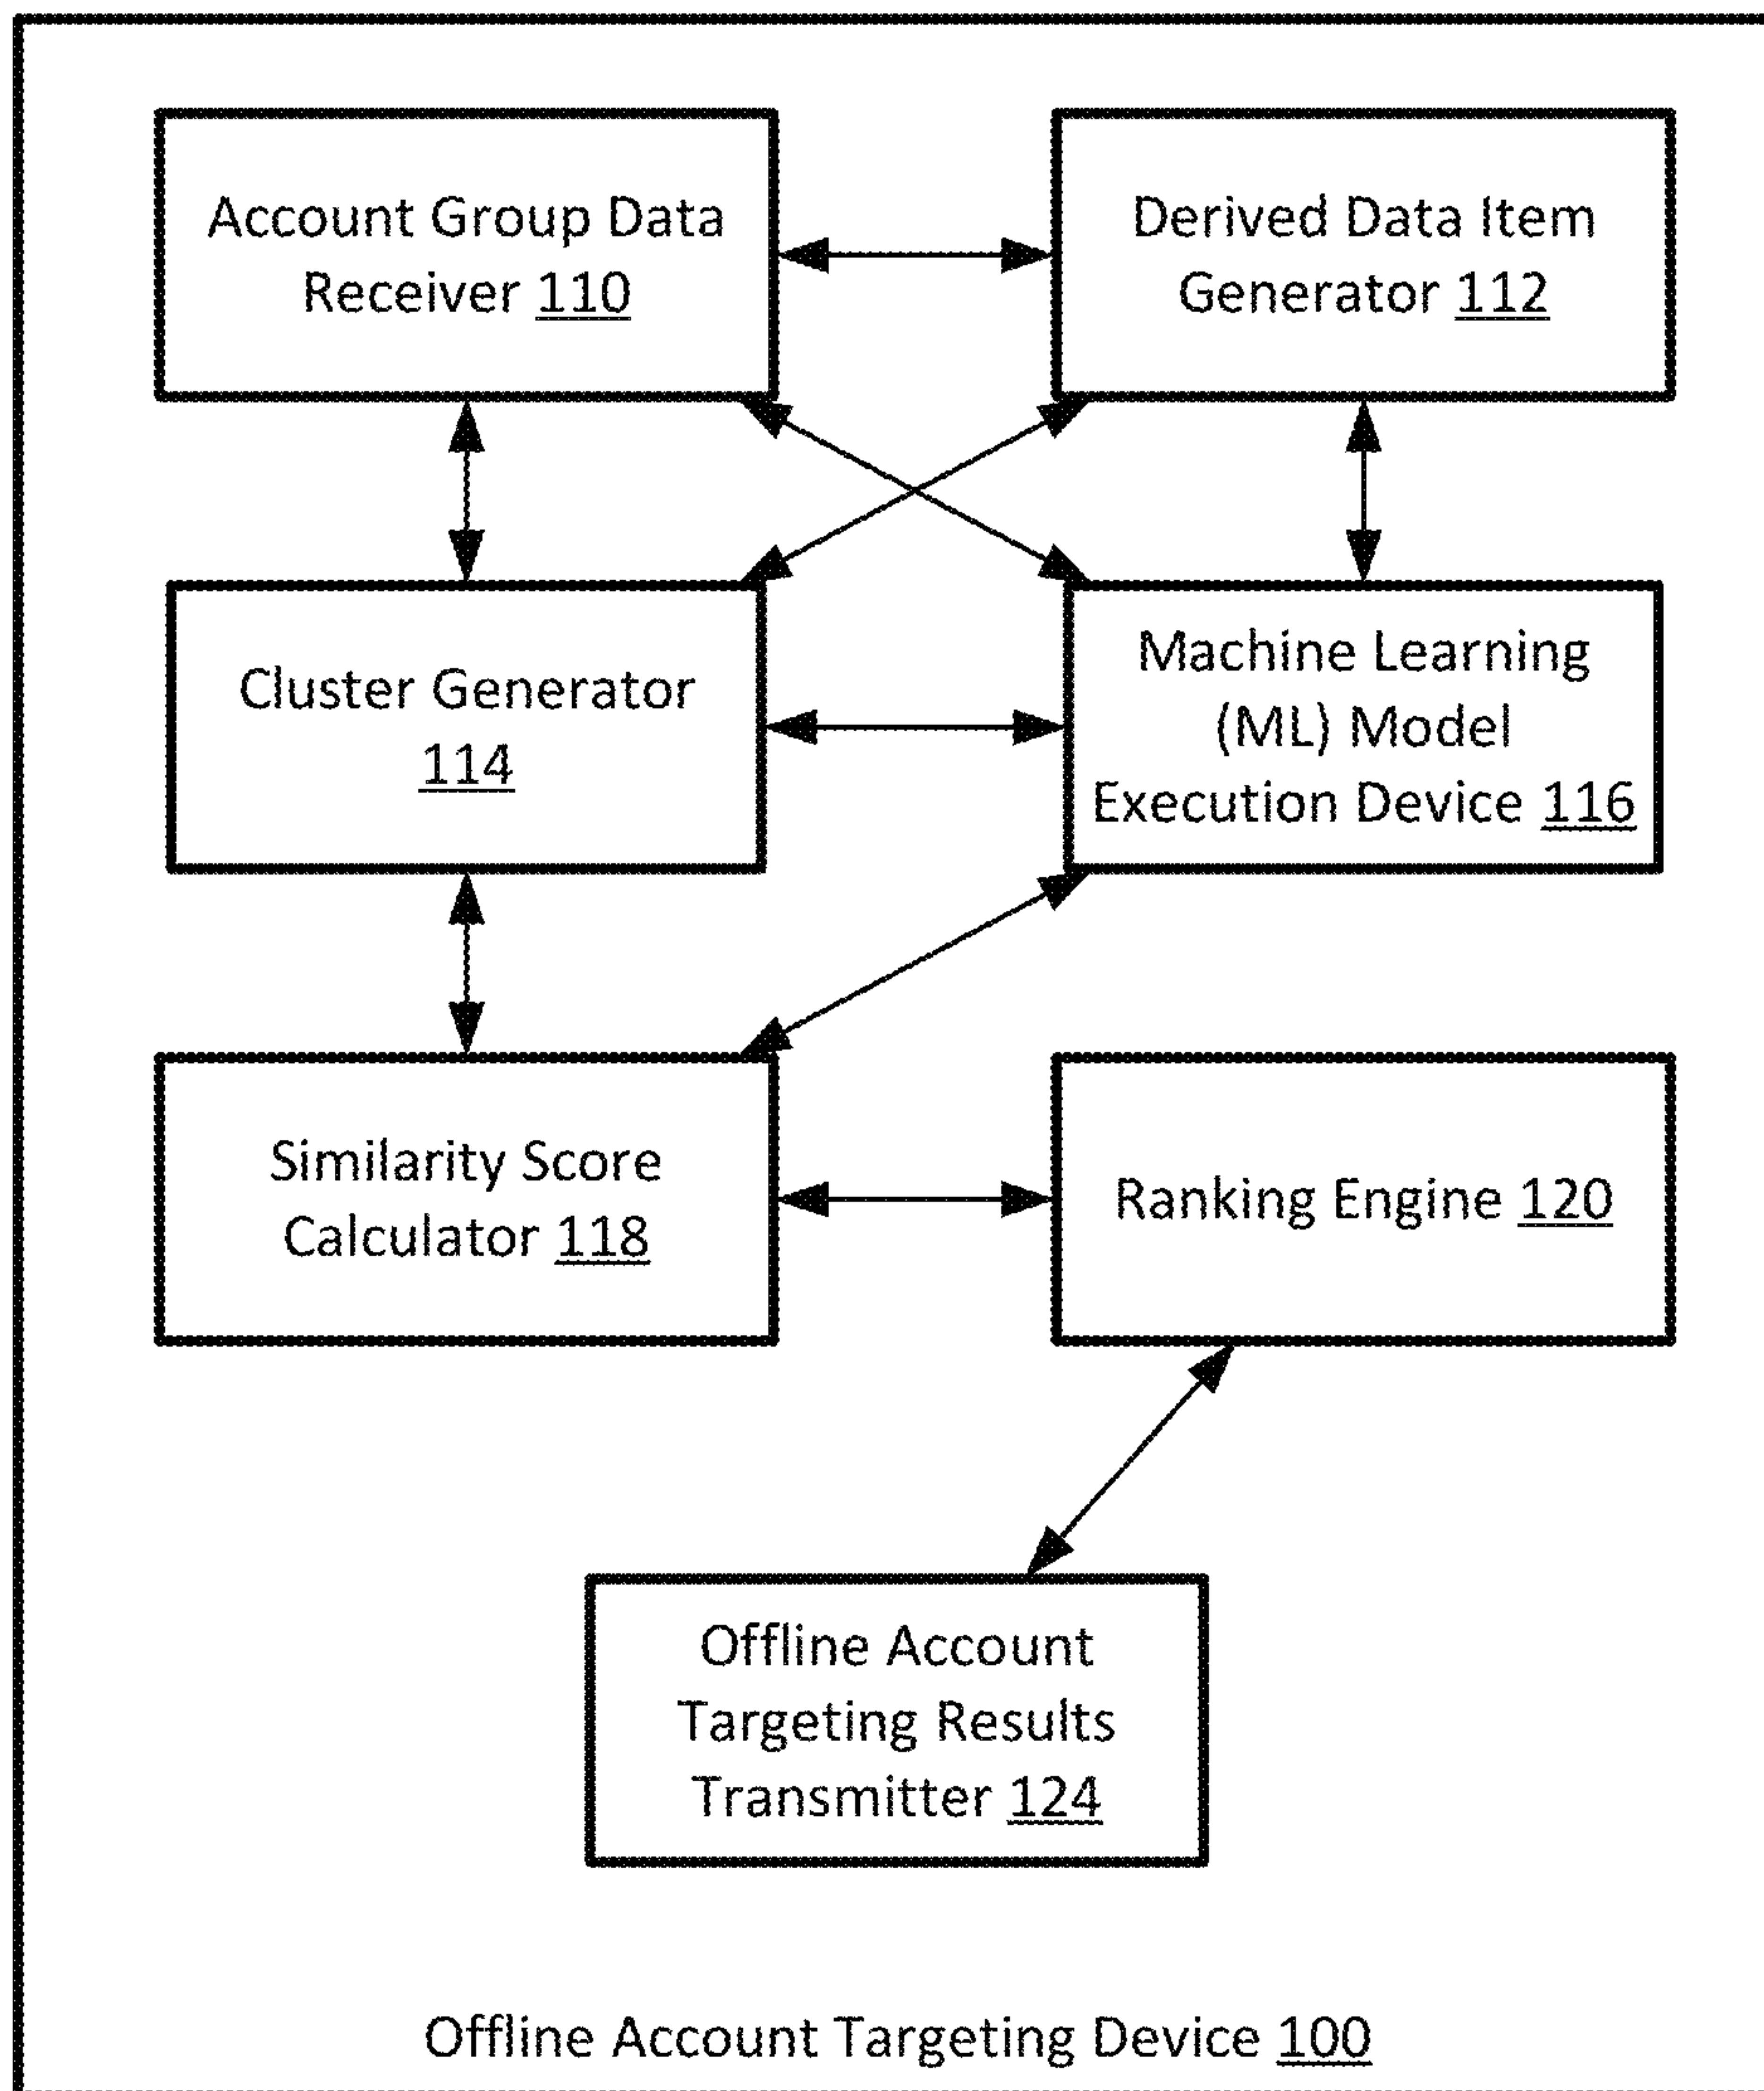 Account Group Data
Receiver 110
Derived Data Item
Generator 112
Cluster Generator
114
Machine Learning
(ML) Model
Execution Device 116
Similarity Score
Calculator 118
Ranking Engine 120
Offline Account
Targeting Results
Transmitter 124
Offline Account Targeting Device 100